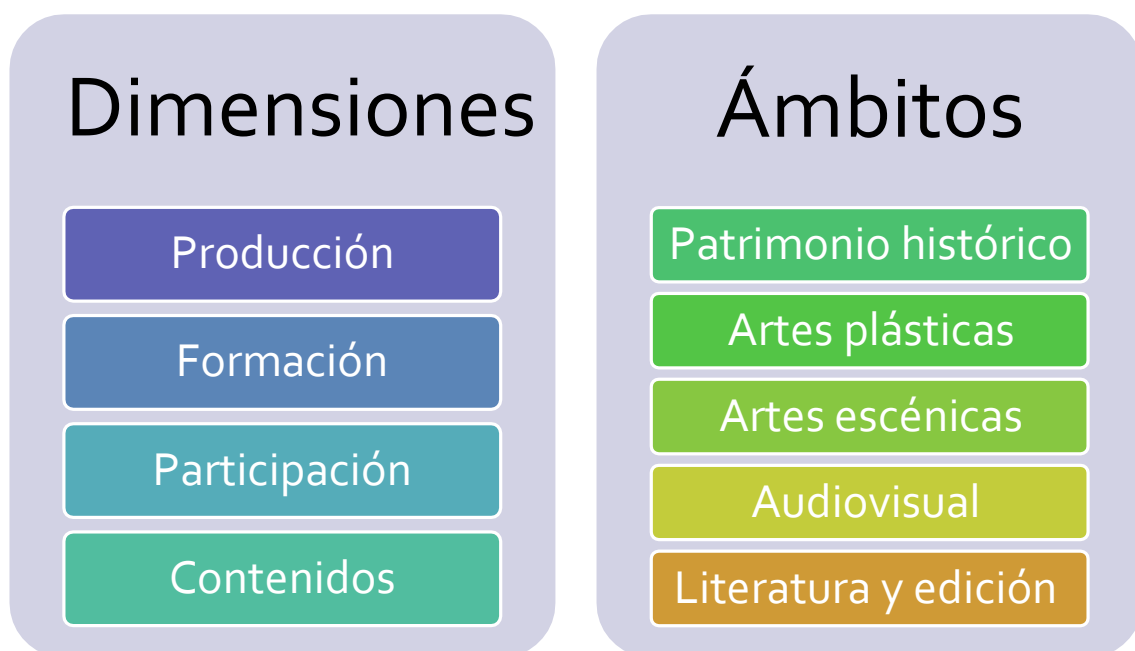 Dimensiones
Producción
Formación
Participación
Contenidos
Ámbitos
Patrimonio histórico
Artes plásticas
Artes escénicas
Audiovisual
Literatura y edición